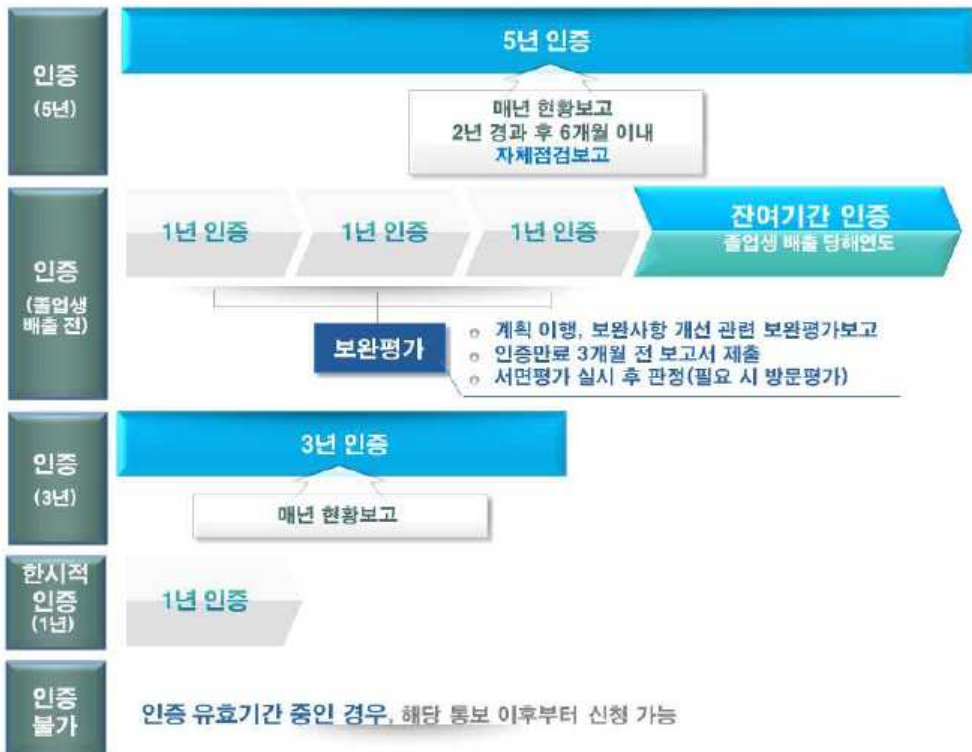 인증
(5년)
5년 인증
매년 현황보고
2년 경과 후 6개월 이내
자체점검보고
인증
(졸업생
배출 전)
1년 인증
1년 인증
1년 인증
잔여기간 인증
졸업생 배출 당해연도
보완평가
계획 이행, 보완사항 개선 관련 보완평가보고
인증만료 3개월 전 보고서 제출
서면평가 실시 후 판정(필요 시 방문평가)
인증
(3년)
3년 인증
매년 현황보고
한시적
인증
(1년)
1년 인증
인증
불가
인증 유효기간 중인 경우, 해당 통보 이후부터 신청 가능